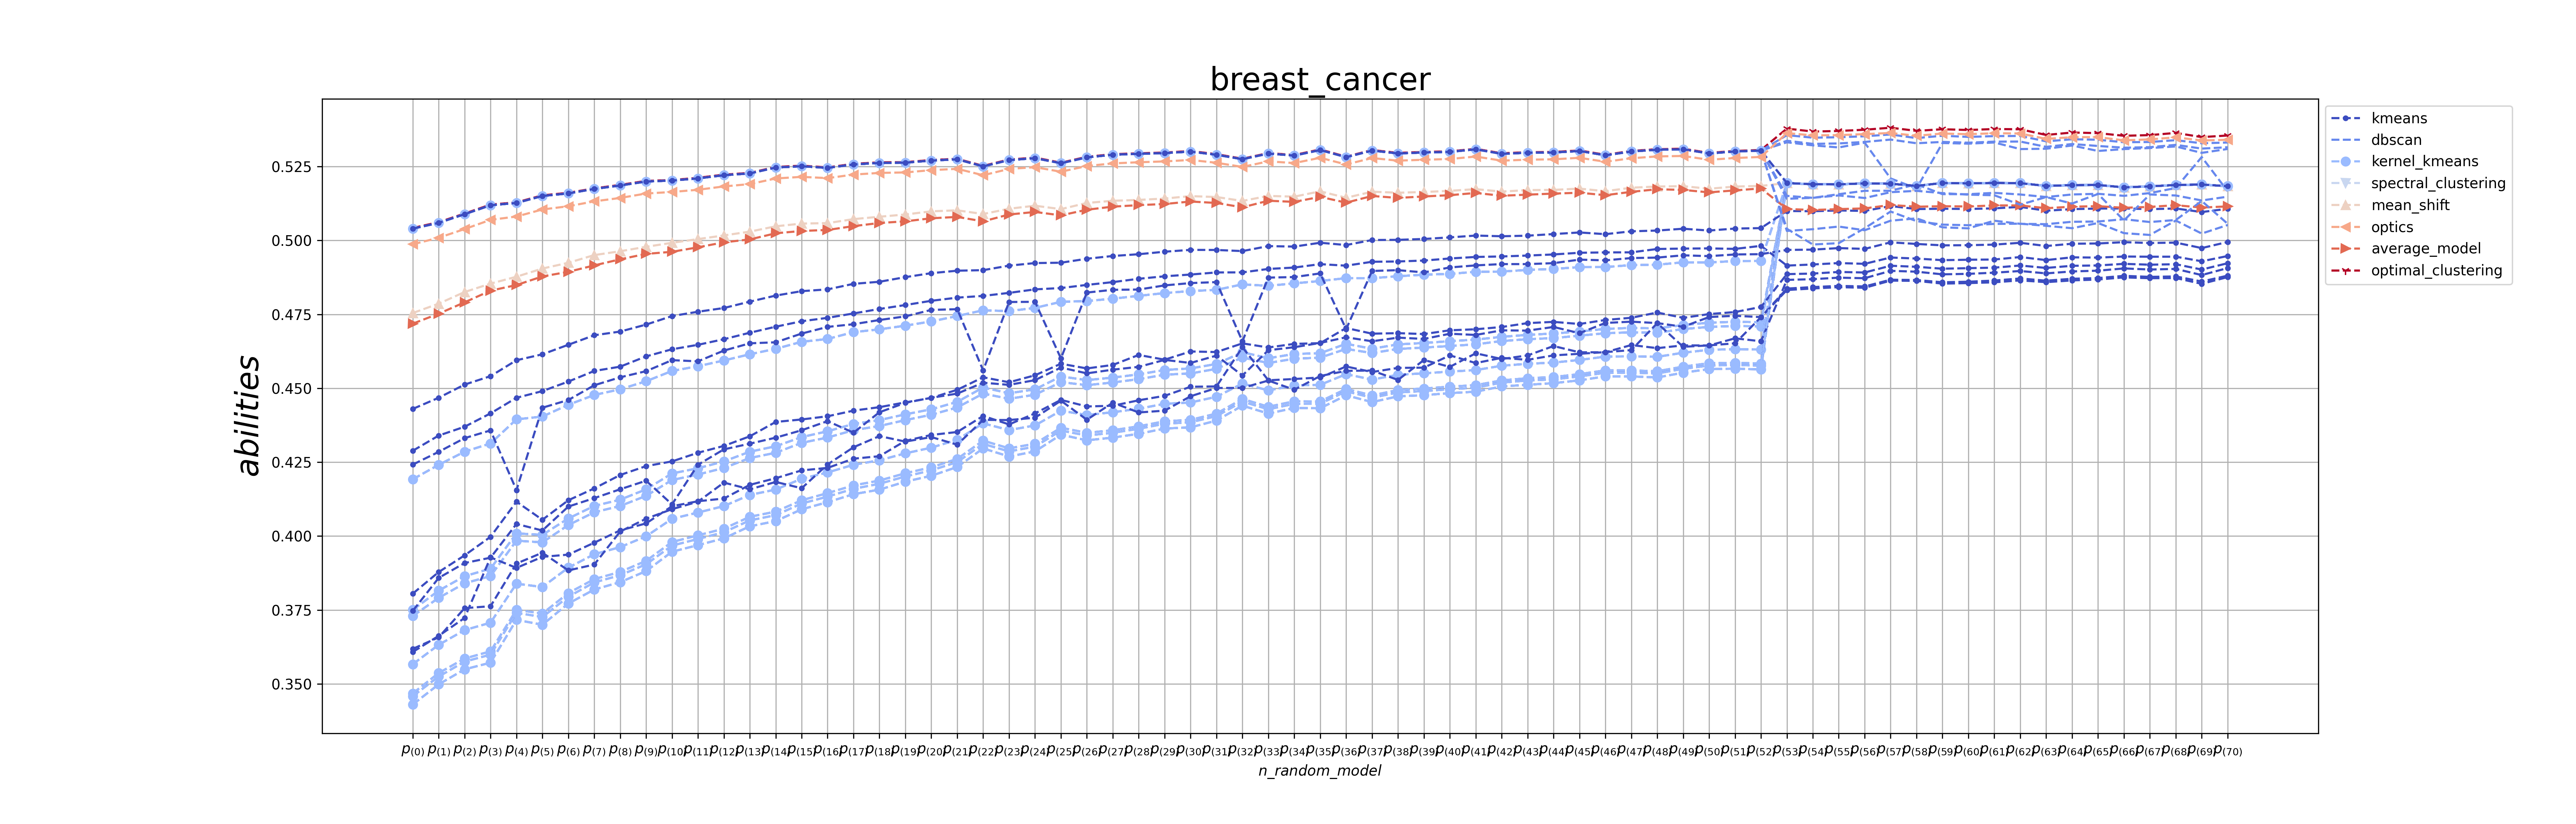 breast_cancer
abilities
0.525
0.500
0.475
0.450
0.425
0.400
0.375
0.350
p(0) p(1) p(2) p(3) p(4) p(5) p(6) p(7) p(8) p(9) p(10) p(11) p(12) p(13) p(14) p(15) p(16) p(17) p(18) p(19) p(20) p(21) p(22) p(23) p(24) p(25) p(26) p(27) p(28) p(29) p(30) p(31) p(32) p(33) p(34) p(35) p(36) p(37) p(38) p(39) p(40) p(41) p(42) p(43) p(44) p(45) p(46) p(47) p(48) p(49) p(50) p(51) p(52) p(53) p(54) p(55) p(56) p(57) p(58) p(59) p(60) p(61) p(62) p(63) p(64) p(65) p(66) p(67) p(68) p(69) p(70)
n_random_model
kmeans
dbscan
kernel_kmeans
spectral_clustering
mean_shift
optics
average_model
optimal_clustering